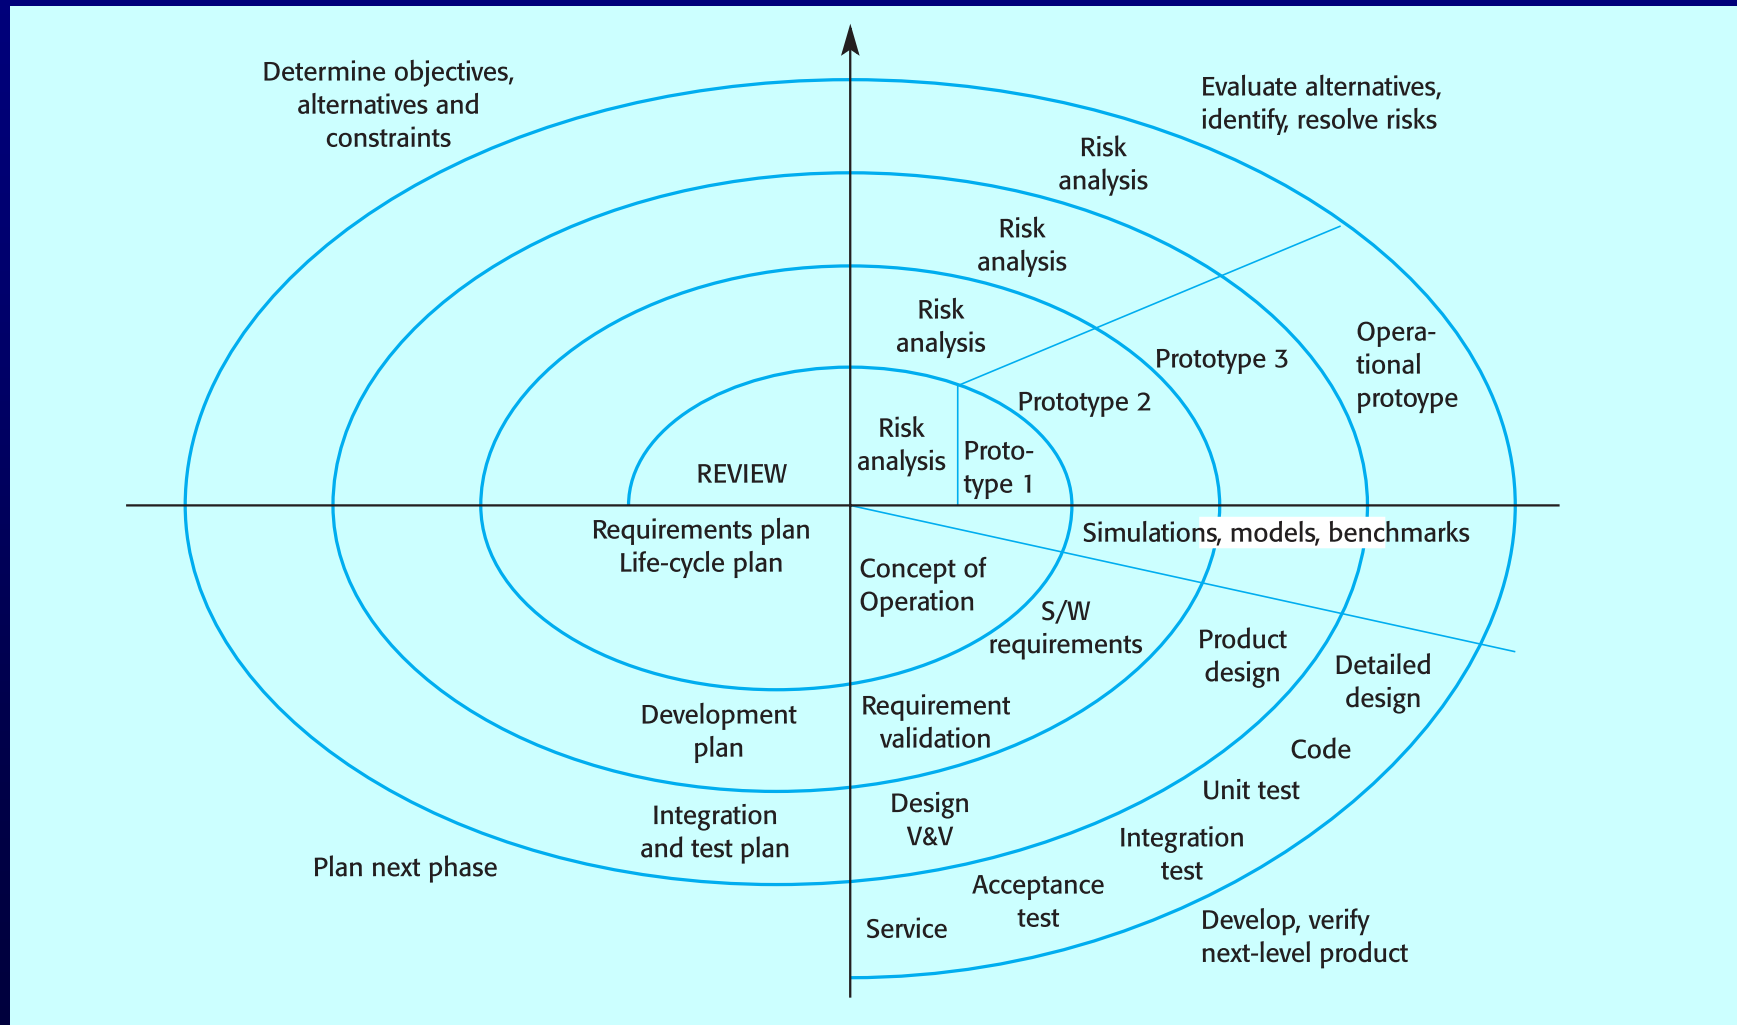 Determine objectives,
alternatives and
constraints
Evaluate alternatives,
identify, resolve risks
Risk
analysis
Risk
analysis
Risk
analysis
Risk
analysis
Proto-
type 1
Prototype 2
Prototype 3
Opera-
tional
protoype
REVIEW
Requirements plan
Life-cycle plan
Simulations, models, benchmarks
Concept of
Operation
S/W
requirements
Product
design
Detailed
design
Development
plan
Requirement
validation
Code
Unit test
Integration
and test plan
Design
V&V
Integration
test
Plan next phase
Acceptance
test
Service
Develop, verify
next-level product